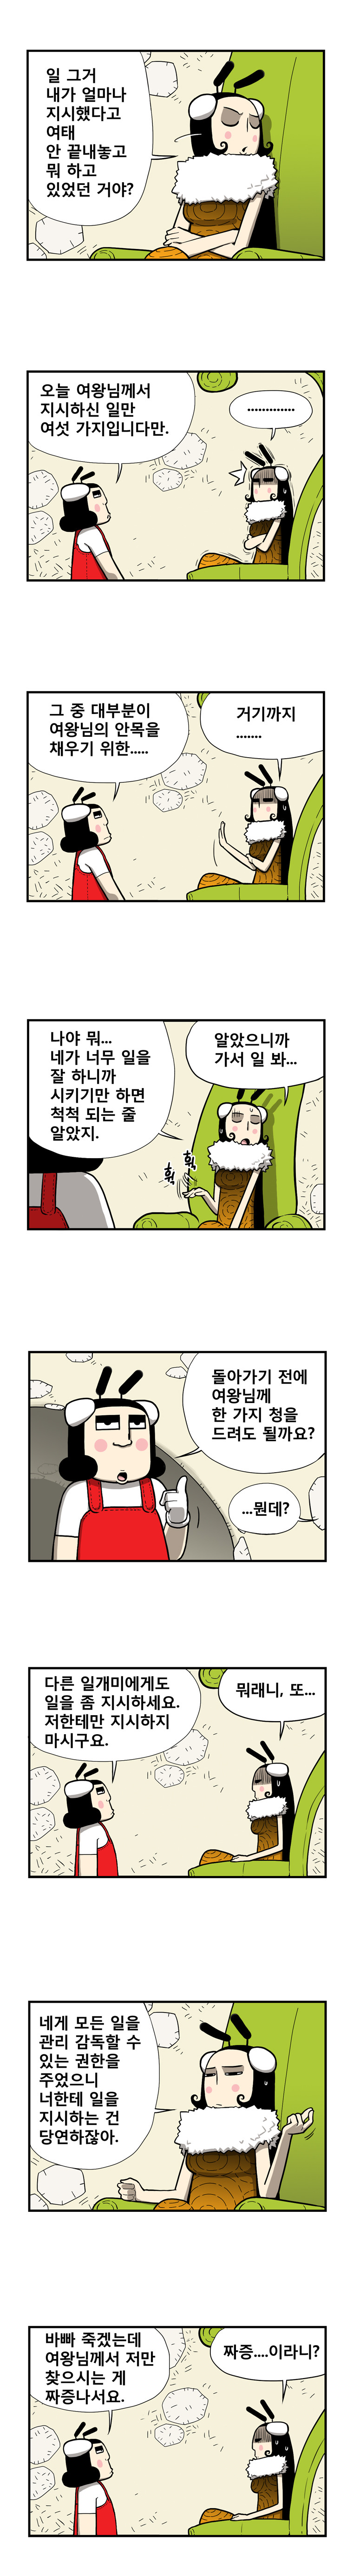 일 그거
내가 얼마나
지시했다고
여태
안 끝내놓고
뭐 하고
있었던 거야?
오늘 여왕님께서
지시하신 일만
여섯 가지입니다만.
.............
그 중 대부분이
여왕님의 안목을
채우기 위한.....
거기까지
.......
나야 뭐...
네가 너무 일을
잘 하니까
시키기만 하면
척척 되는 줄
알았지.
알았으니까
가서 일 봐...
휙
휙
돌아가기 전에
여왕님께
한 가지 청을
드려도 될까요?
...뭔데?
다른 일개미에게도
일을 좀 지시하세요.
저한테만 지시하지
마시구요.
뭐래니, 또...
네게 모든 일을
관리 감독할 수
있는 권한을
주었으니
너한테 일을
지시하는 건
당연하잖아.
바빠 죽겠는데
여왕님께서 저만
찾으시는 게
짜증나서요.
짜증....이라니?